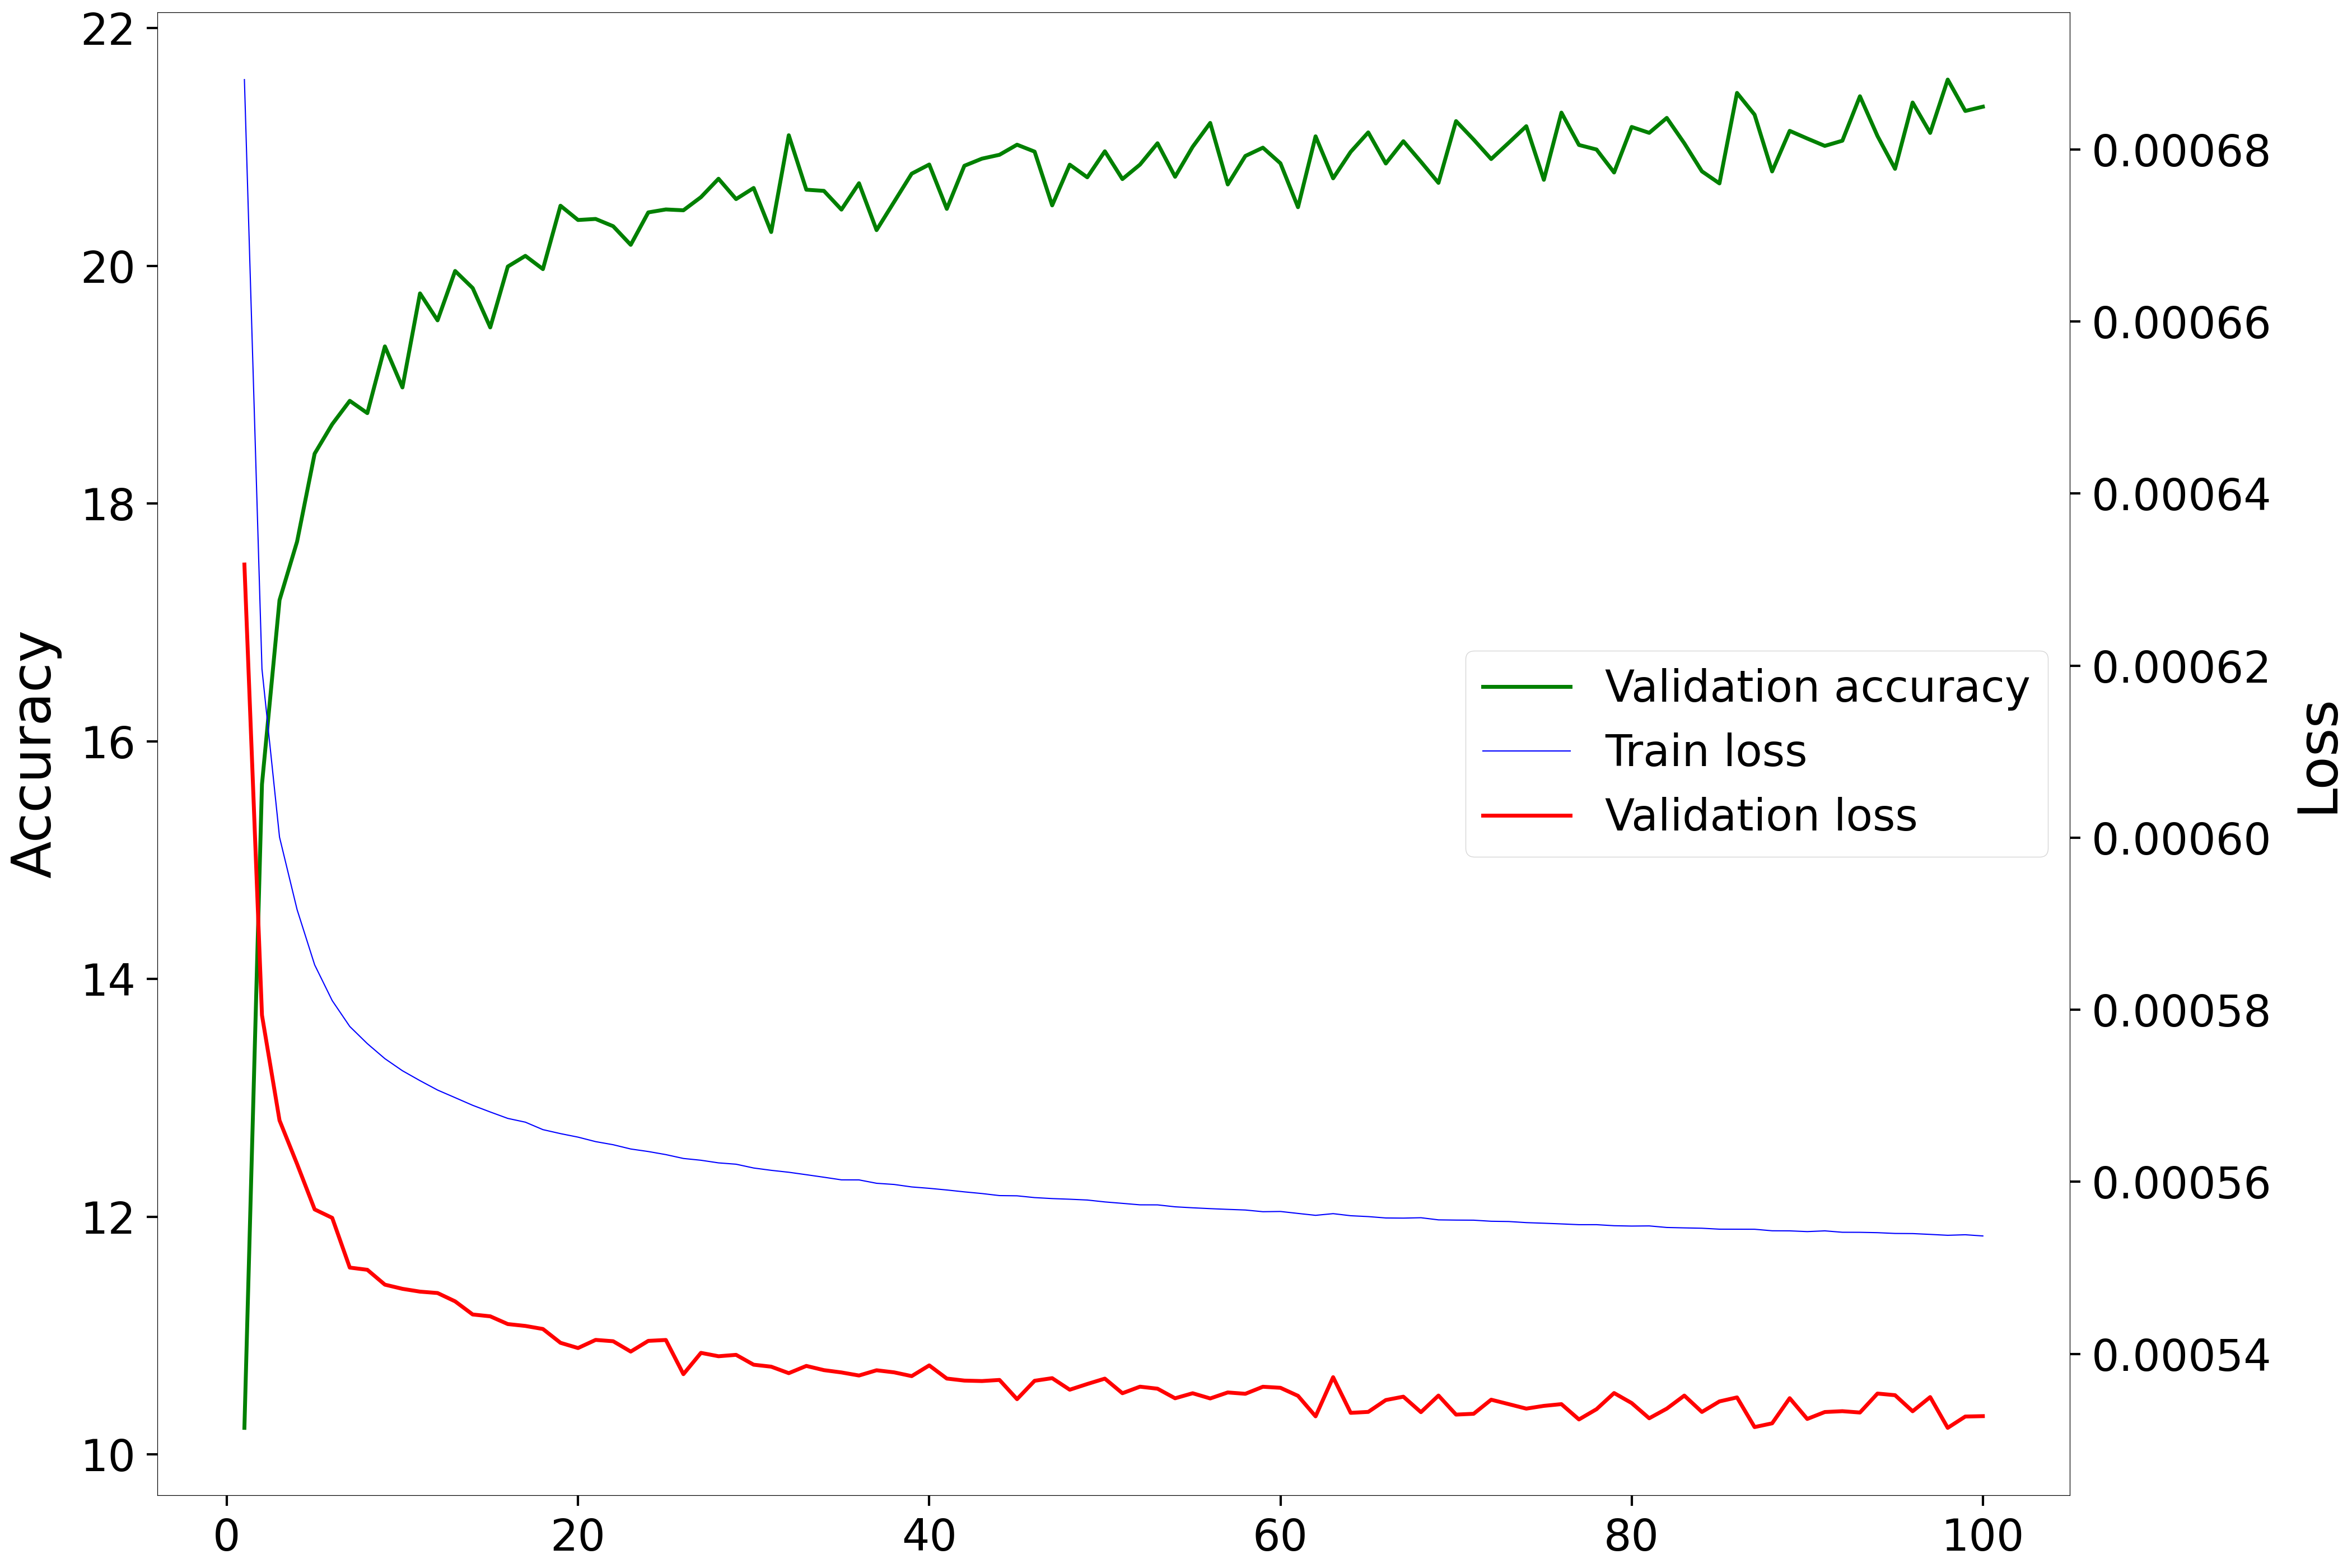 Accuracy
22
20
18
16
14
12
10
0 20 40 60 80 100
Validation accuracy
Train loss
Validation loss
0.00068
0.00066
0.00064
0.00062
0.00060
0.00058
0.00056
0.00054
Loss